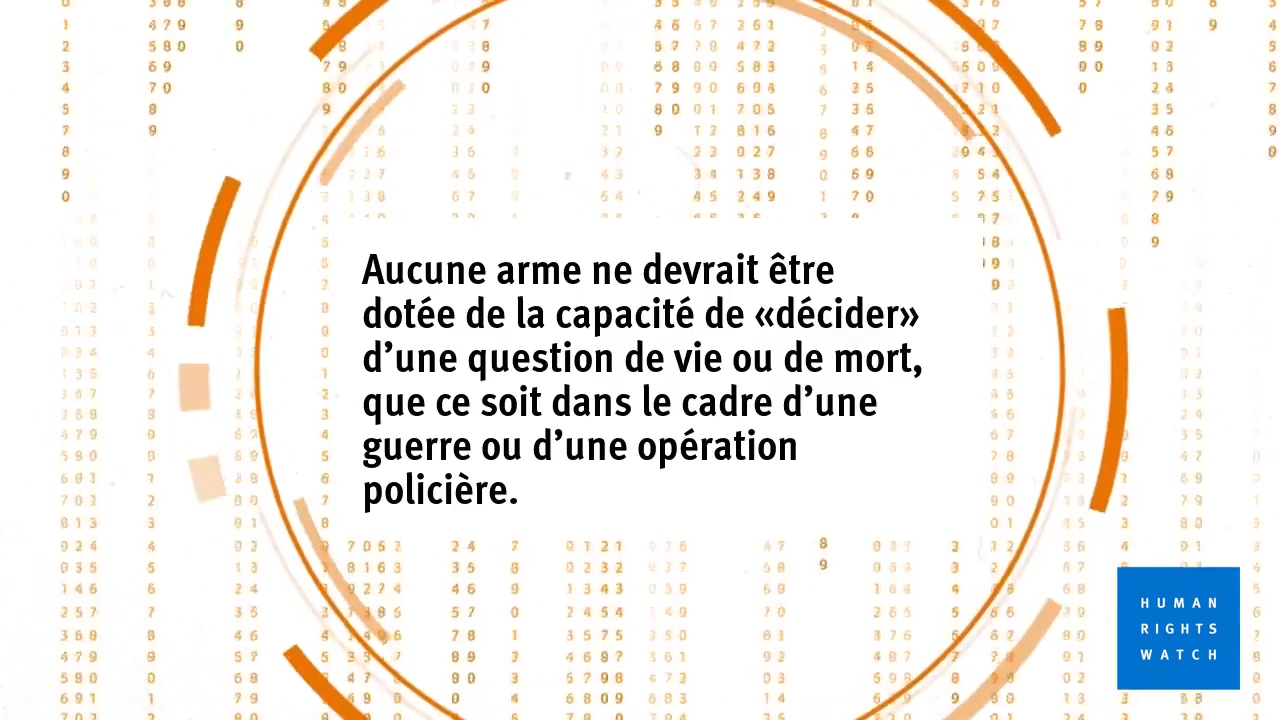 Aucune arme ne devrait être
dotée de la capacité de «décider»
d’une question de vie ou de mort,
que ce soit dans le cadre d’une
guerre ou d’une opération
policière.
HUMAN
RIGHTS
WATCH